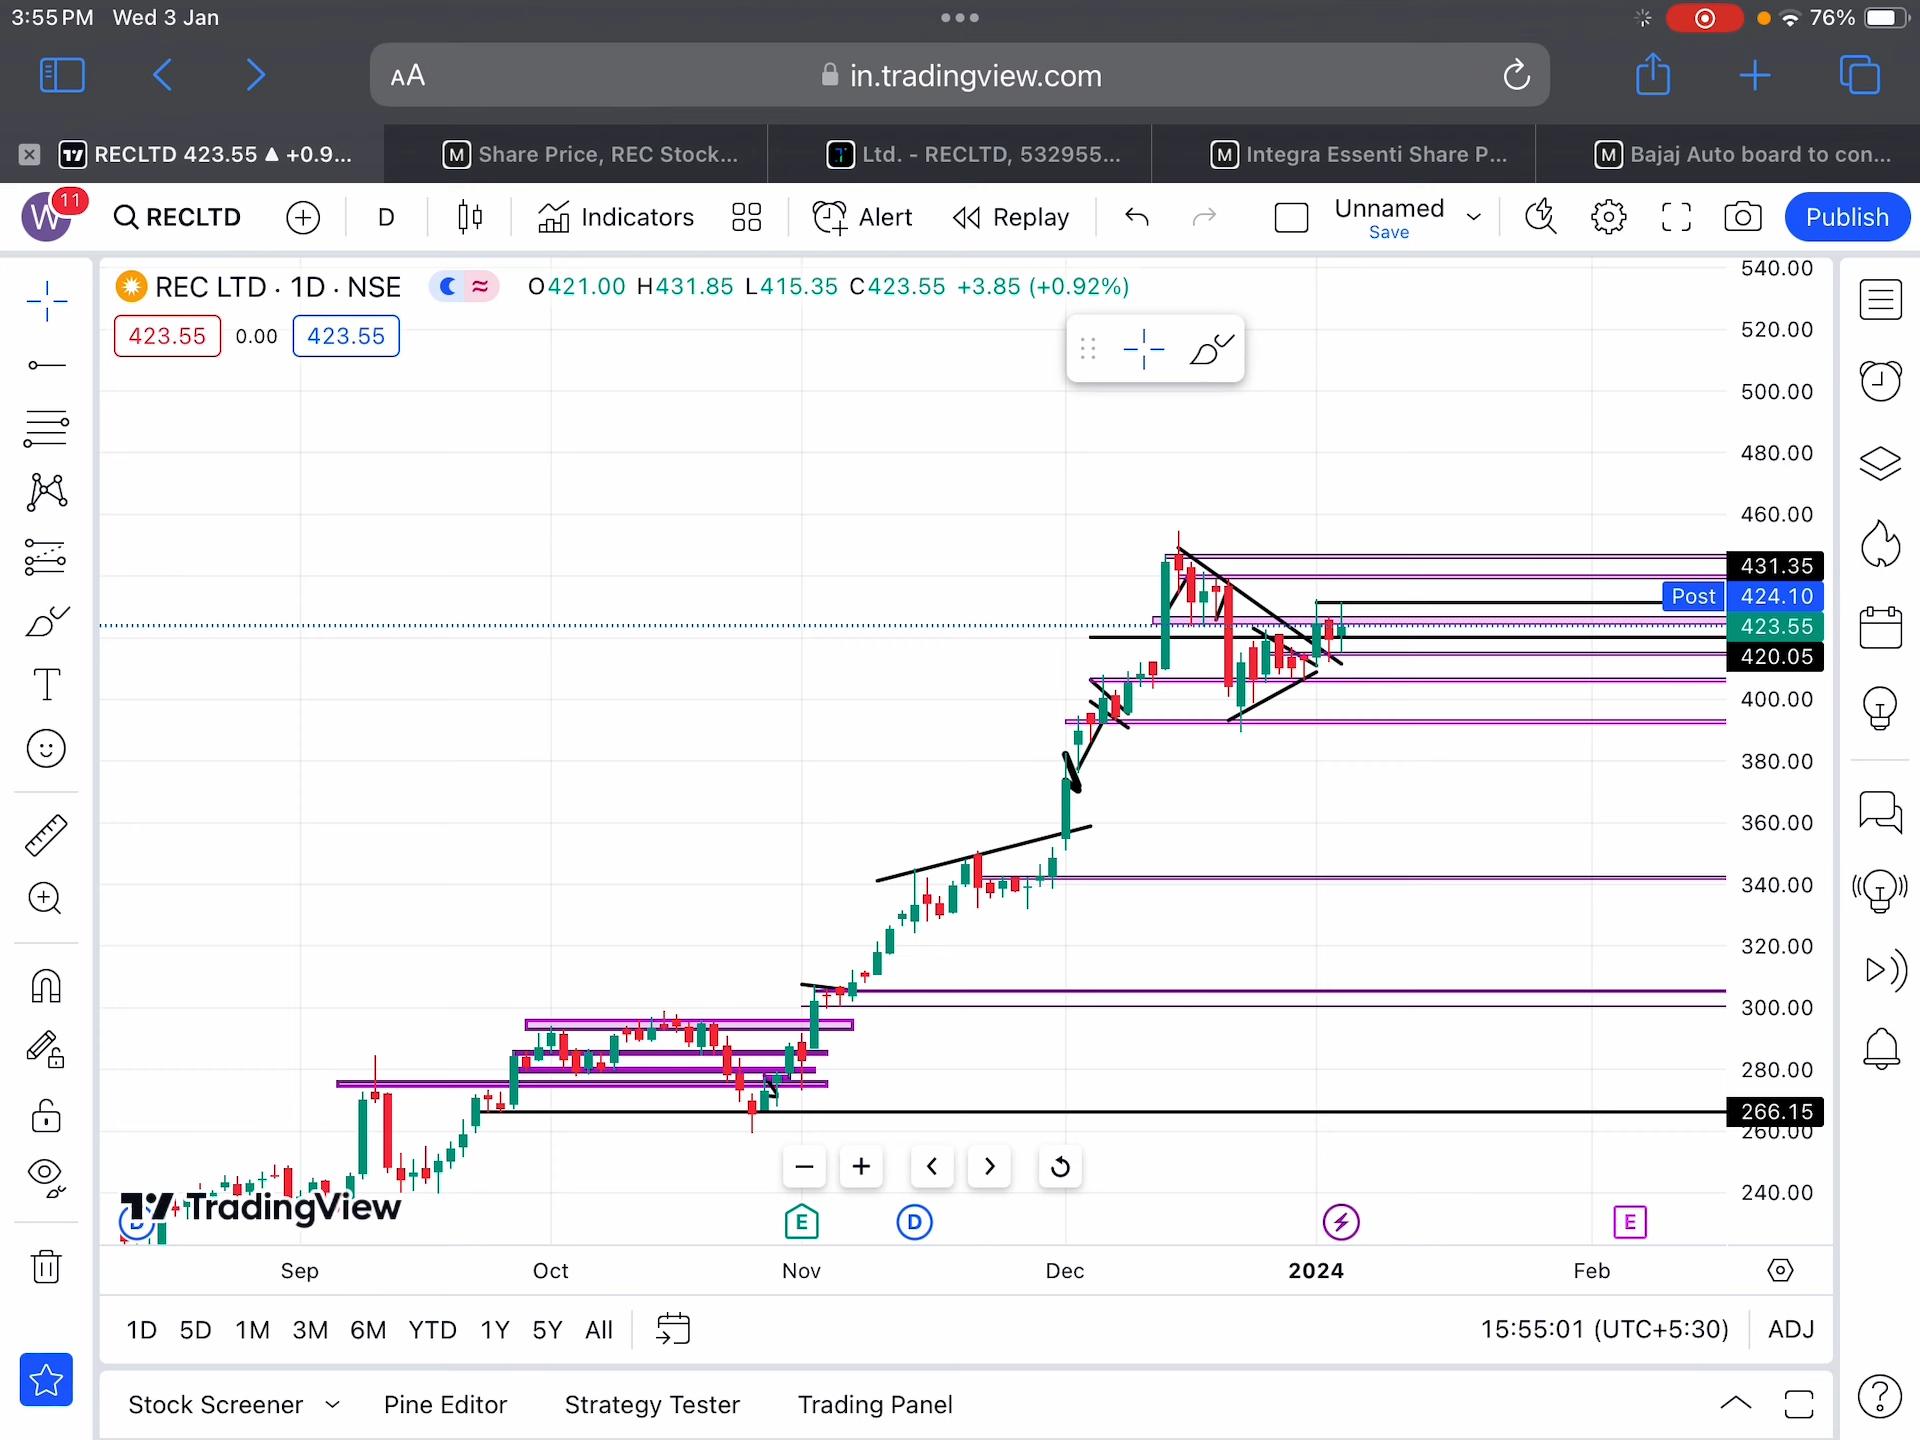 3:55 PM Wed 3 Jan
76%
AA
in.tradingview.com
RECLTD 423.55 ▲ +0.9...
M Share Price, REC Stock...
Ltd. - RECLTD, 532955...
M Integra Essenti Share P...
M Bajaj Auto board to con...
W 11
RECLTD
D
Indicators
Alert
Replay
Unnamed
Save
Publish
REC LTD · 1D · NSE
O421.00 H431.85 L415.35 C423.55 +3.85 (+0.92%)
423.55 0.00 423.55
540.00
520.00
500.00
480.00
460.00
431.35
Post 424.10
423.55
420.05
400.00
380.00
360.00
340.00
320.00
300.00
280.00
266.15
260.00
240.00
TradingView
D
E
D
E
Sep
Oct
Nov
Dec
2024
Feb
1D 5D 1M 3M 6M YTD 1Y 5Y All
15:55:01 (UTC+5:30)
ADJ
Stock Screener
Pine Editor
Strategy Tester
Trading Panel